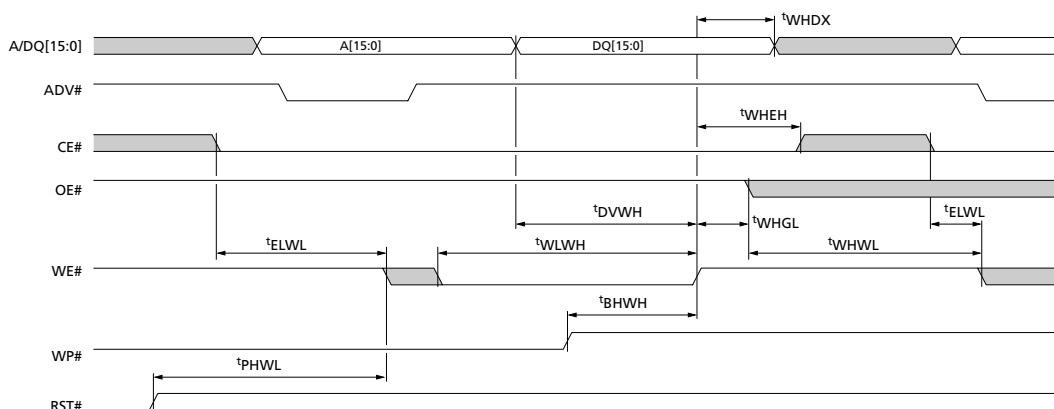 tWHDX
A/DQ[15:0] A[15:0] DQ[15:0]
ADV#
tWHEH
CE#
OE#
tDVWH tWHGL tELWL
tELWL tWLWH tWHWL
WE#
tBHWH
WP#
tPHWL
RST#